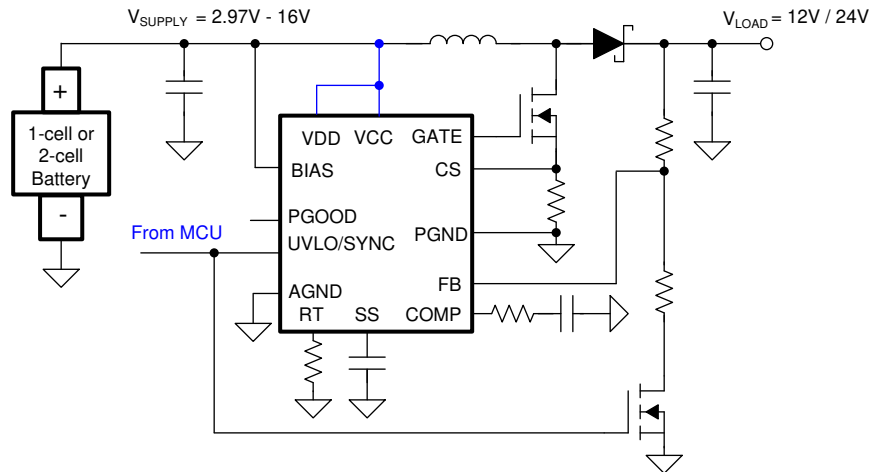 VSUPPLY = 2.97V - 16V
VLOAD = 12V / 24V
+
1-cell or
2-cell
Battery
-
VDD VCC GATE
BIAS CS
PGOOD
From MCU
UVLO/SYNC PGND
FB
AGND
RT SS COMP